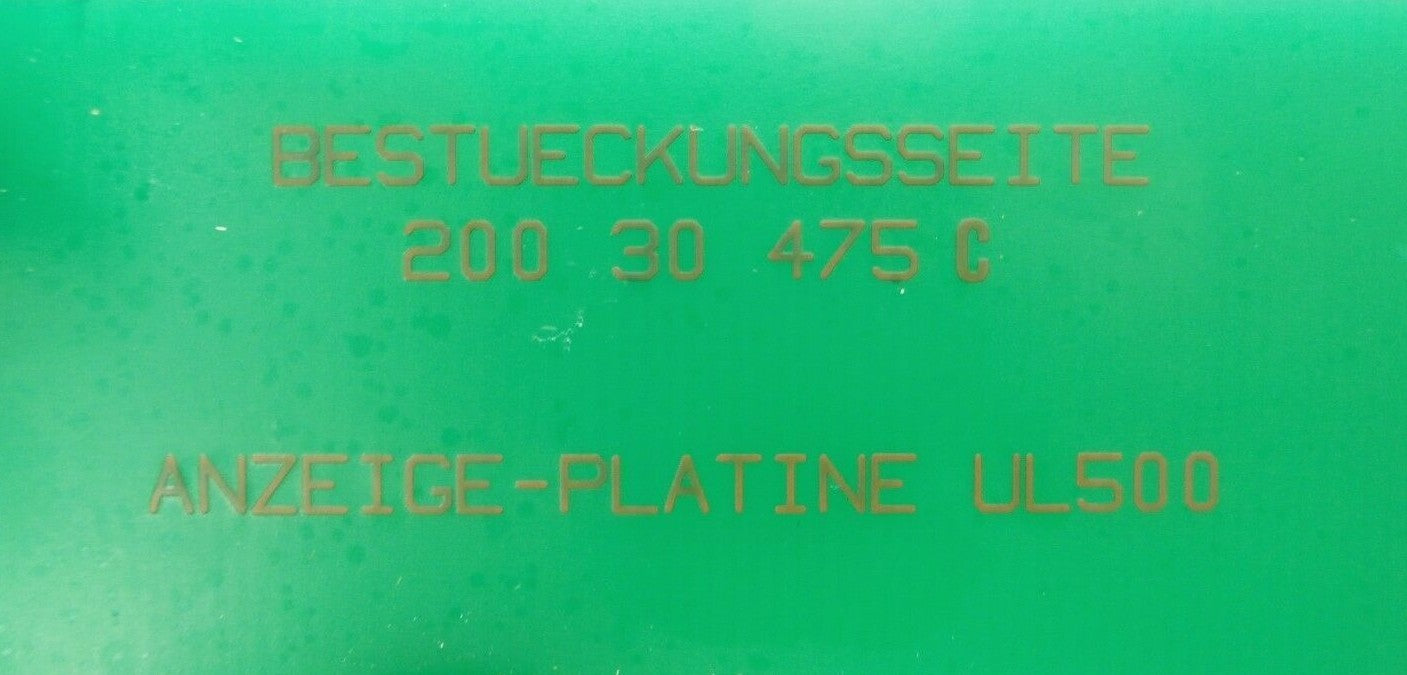 BESTUECKUNGSSEITE
200 30 475 C
ANZEIGE-PLATINE UL500